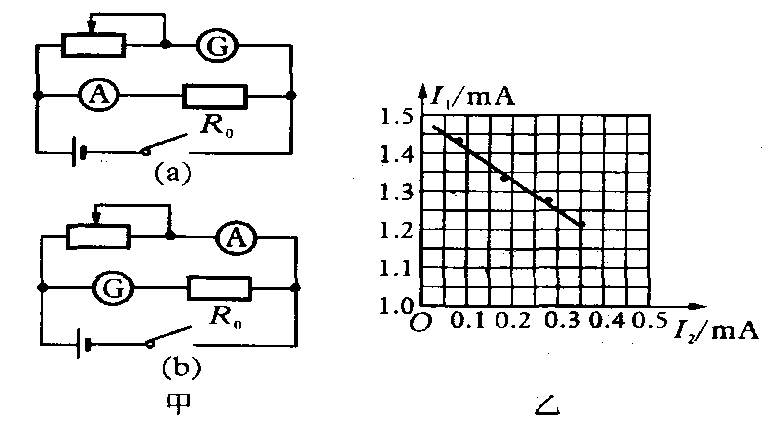 G
A
R₀
(a)
A
G
R₀
(b)
甲
I₁/mA
1.5
1.4
1.3
1.2
1.1
1.0
O 0.1 0.2 0.3 0.4 0.5 I₂/mA
乙